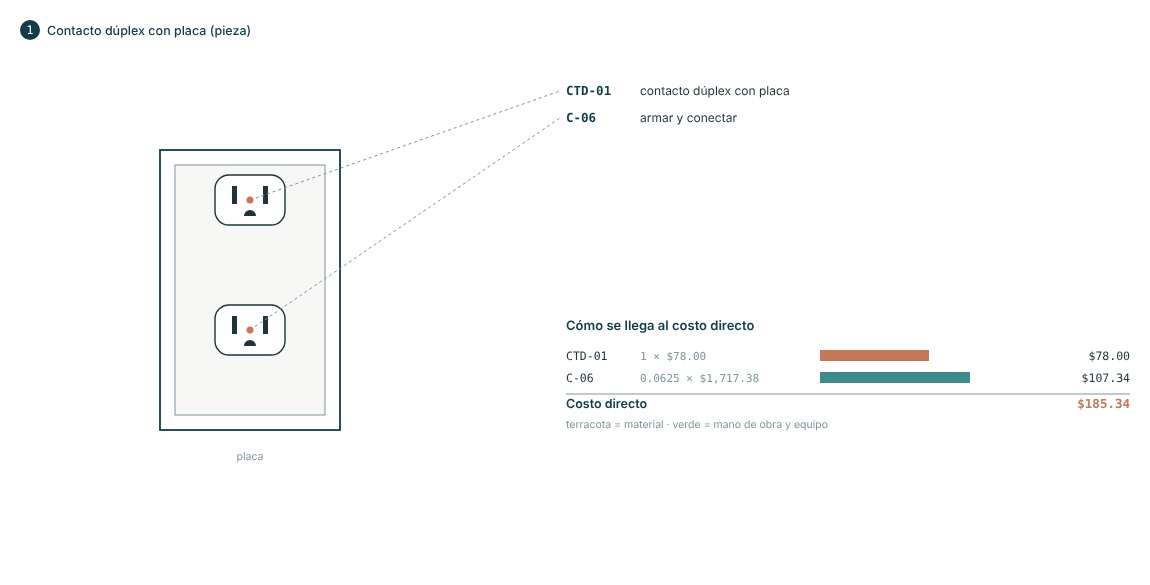 1 Contacto dúplex con placa (pieza)
CTD-01 contacto dúplex con placa
C-06 armar y conectar
placa
Cómo se llega al costo directo
CTD-01 1 × $78.00 $78.00
C-06 0.0625 × $1,717.38 $107.34
Costo directo $185.34
terracota = material · verde = mano de obra y equipo